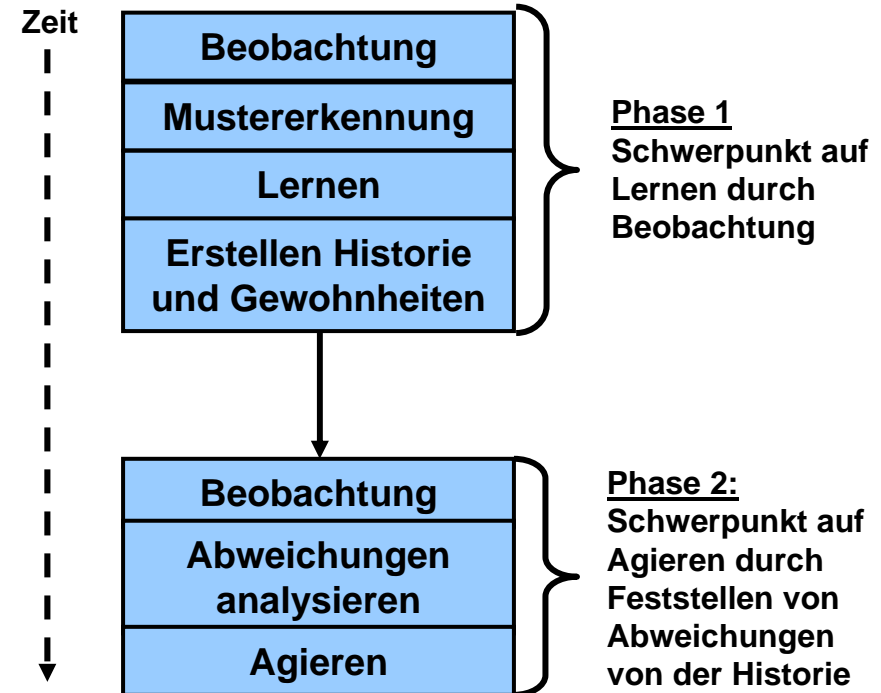 Zeit
Beobachtung
Mustererkennung
Lernen
Erstellen Historie
und Gewohnheiten
Phase 1
Schwerpunkt auf
Lernen durch
Beobachtung
Beobachtung
Abweichungen
analysieren
Agieren
Phase 2:
Schwerpunkt auf
Agieren durch
Feststellen von
Abweichungen
von der Historie